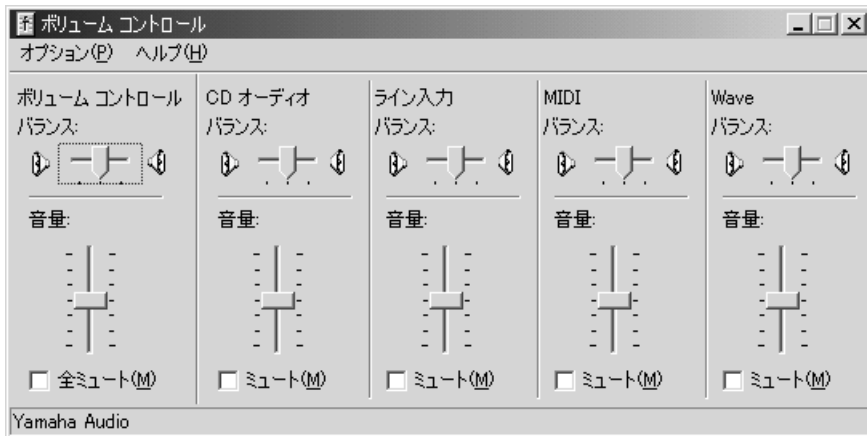 ボリューム コントロール
オプション(P) ヘルプ(H)
ボリューム コントロール
バランス:
音量:
全ミュート(M)
CD オーディオ
バランス:
音量:
ミュート(M)
ライン入力
バランス:
音量:
ミュート(M)
MIDI
バランス:
音量:
ミュート(M)
Wave
バランス:
音量:
ミュート(M)
Yamaha Audio